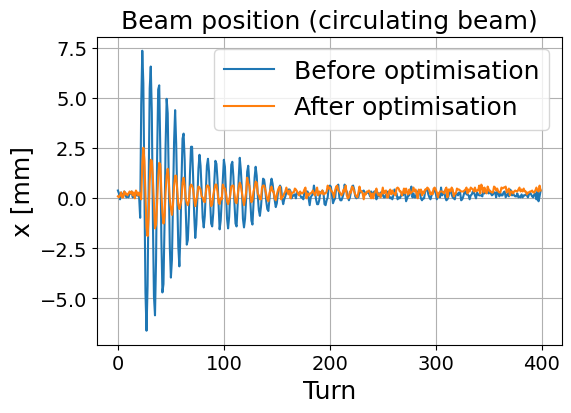 Beam position (circulating beam)
Before optimisation
After optimisation
7.5
5.0
2.5
0.0
−2.5
−5.0
x [mm]
0 100 200 300 400
Turn